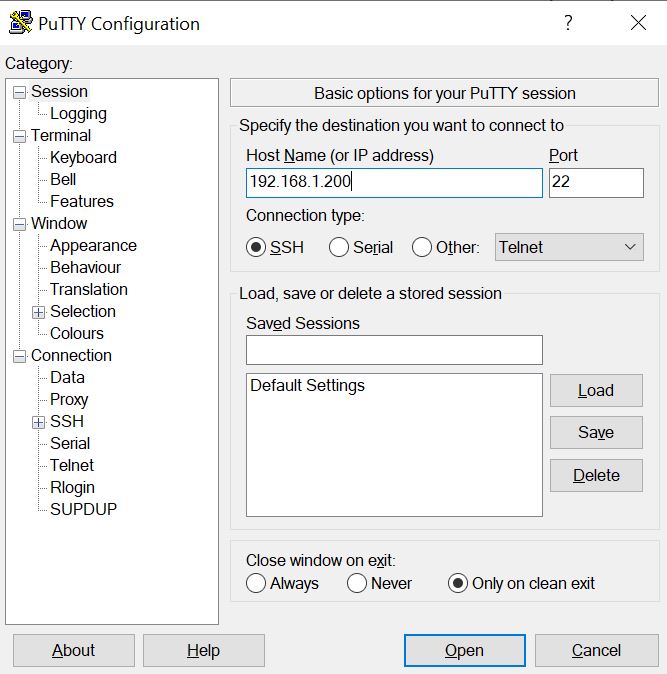 PuTTY Configuration
?
Category:
Session
Logging
Terminal
Keyboard
Bell
Features
Window
Appearance
Behaviour
Translation
Selection
Colours
Connection
Data
Proxy
SSH
Serial
Telnet
Rlogin
SUPDUP
Basic options for your PuTTY session
Specify the destination you want to connect to
Host Name (or IP address) Port
192.168.1.200 22
Connection type:
SSH Serial Other: Telnet
Load, save or delete a stored session
Saved Sessions
Default Settings
Load
Save
Delete
Close window on exit:
Always Never Only on clean exit
About Help Open Cancel